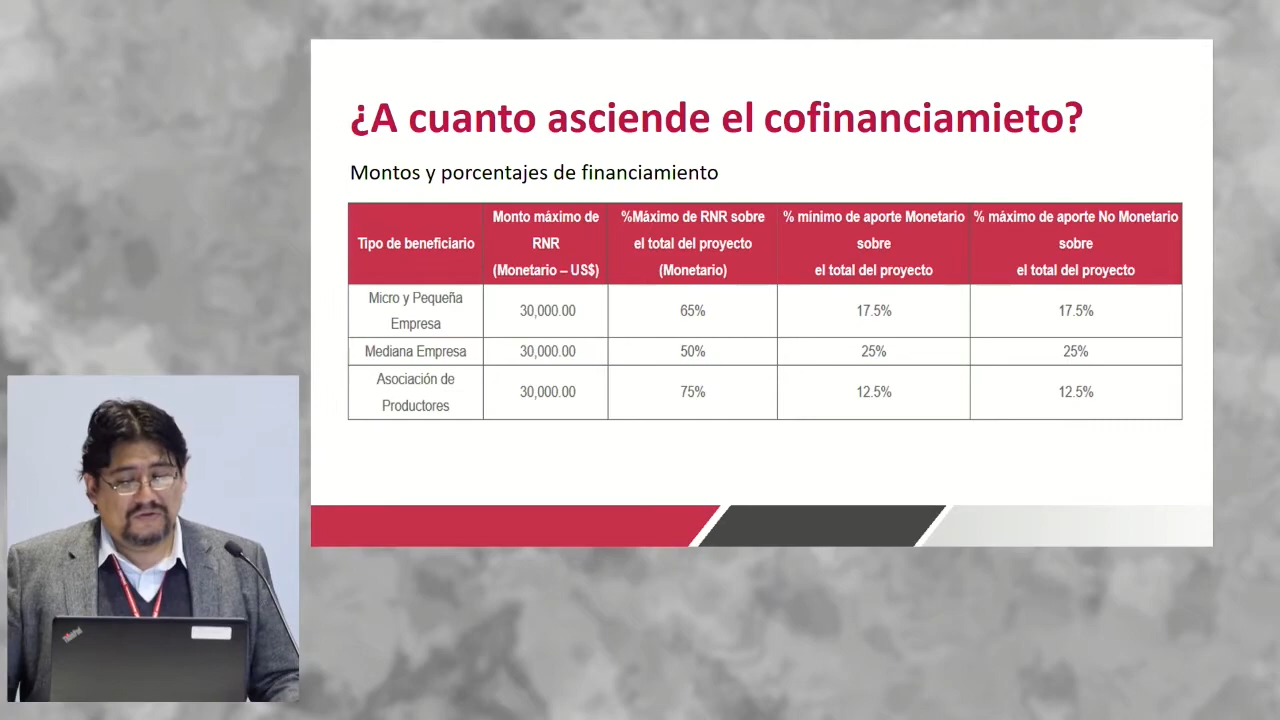 ¿A cuanto asciende el cofinanciamieto?
Montos y porcentajes de financiamiento
Tipo de beneficiario
Monto máximo de
RNR
(Monetario – US$)
%Máximo de RNR sobre
el total del proyecto
(Monetario)
% mínimo de aporte Monetario
sobre
el total del proyecto
% máximo de aporte No Monetario
sobre
el total del proyecto
Micro y Pequeña
Empresa
30,000.00
65%
17.5%
17.5%
Mediana Empresa
30,000.00
50%
25%
25%
Asociación de
Productores
30,000.00
75%
12.5%
12.5%
ThinkPad